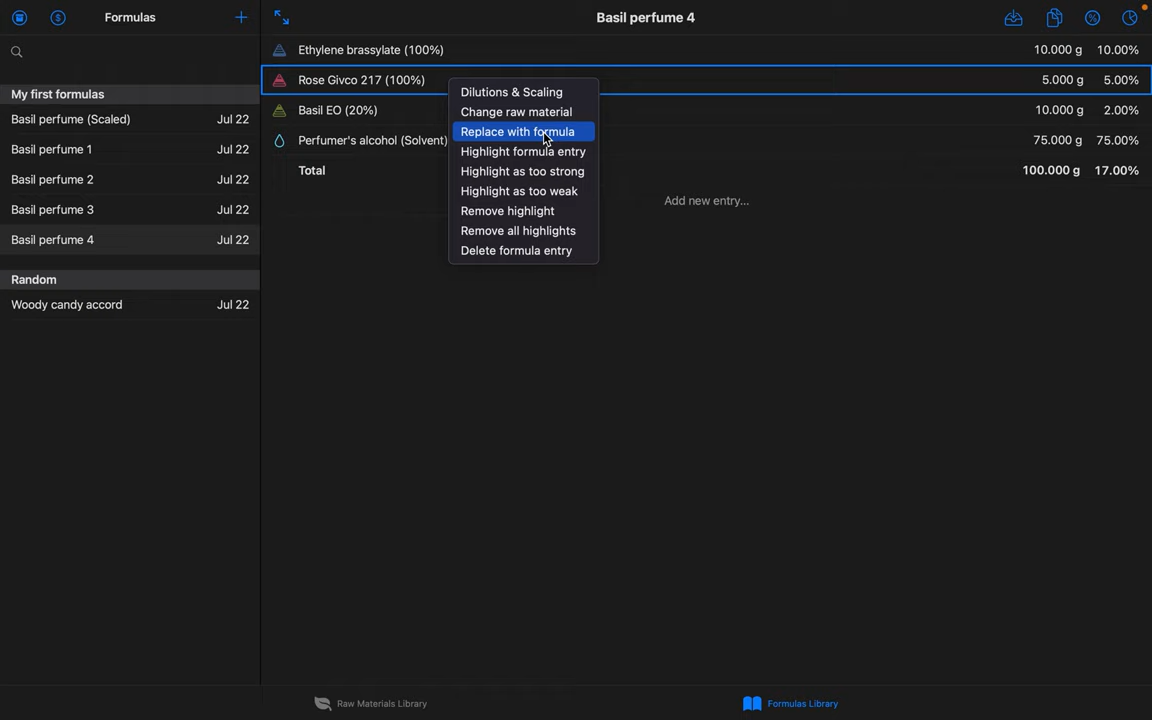 Formulas
My first formulas
Basil perfume (Scaled) Jul 22
Basil perfume 1 Jul 22
Basil perfume 2 Jul 22
Basil perfume 3 Jul 22
Basil perfume 4 Jul 22
Random
Woody candy accord Jul 22
Basil perfume 4
Ethylene brassylate (100%) 10.000 g 10.00%
Rose Givco 217 (100%) 5.000 g 5.00%
Basil EO (20%) 10.000 g 2.00%
Perfumer's alcohol (Solvent) 75.000 g 75.00%
Total 100.000 g 17.00%
Add new entry...
Dilutions & Scaling
Change raw material
Replace with formula
Highlight formula entry
Highlight as too strong
Highlight as too weak
Remove highlight
Remove all highlights
Delete formula entry
Raw Materials Library
Formulas Library